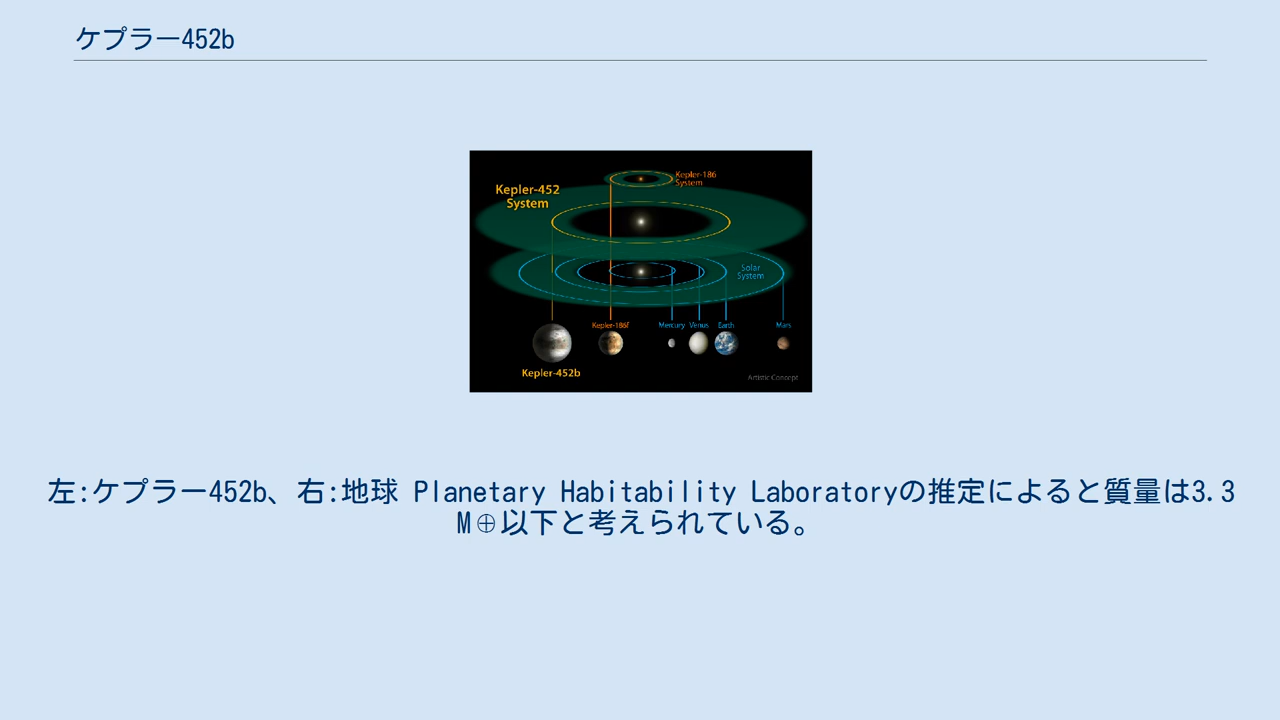 ケプラー452b
Kepler-186
System
Kepler-452
System
Solar
System
Kepler-186f
Mercury
Venus
Earth
Mars
Kepler-452b
Artistic Concept
左:ケプラー452b、右:地球 Planetary Habitability Laboratoryの推定によると質量は3.3
M⊕以下と考えられている。